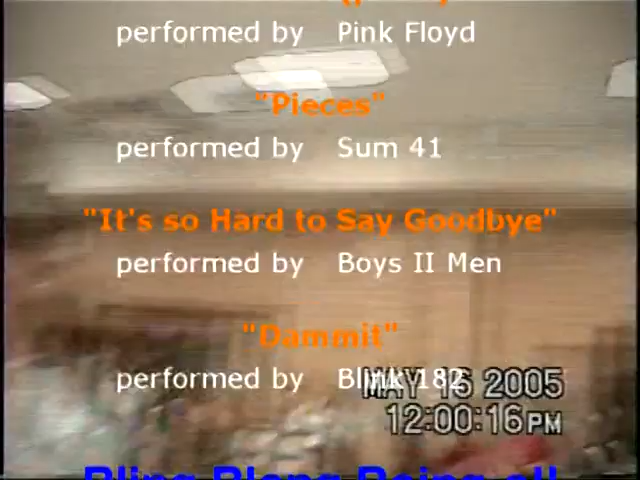 performed by Pink Floyd
"Pieces"
performed by Sum 41
"It's so Hard to Say Goodbye"
performed by Boys II Men
"Dammit"
performed by Blink 182
MAY 16 2005
12:00:16PM